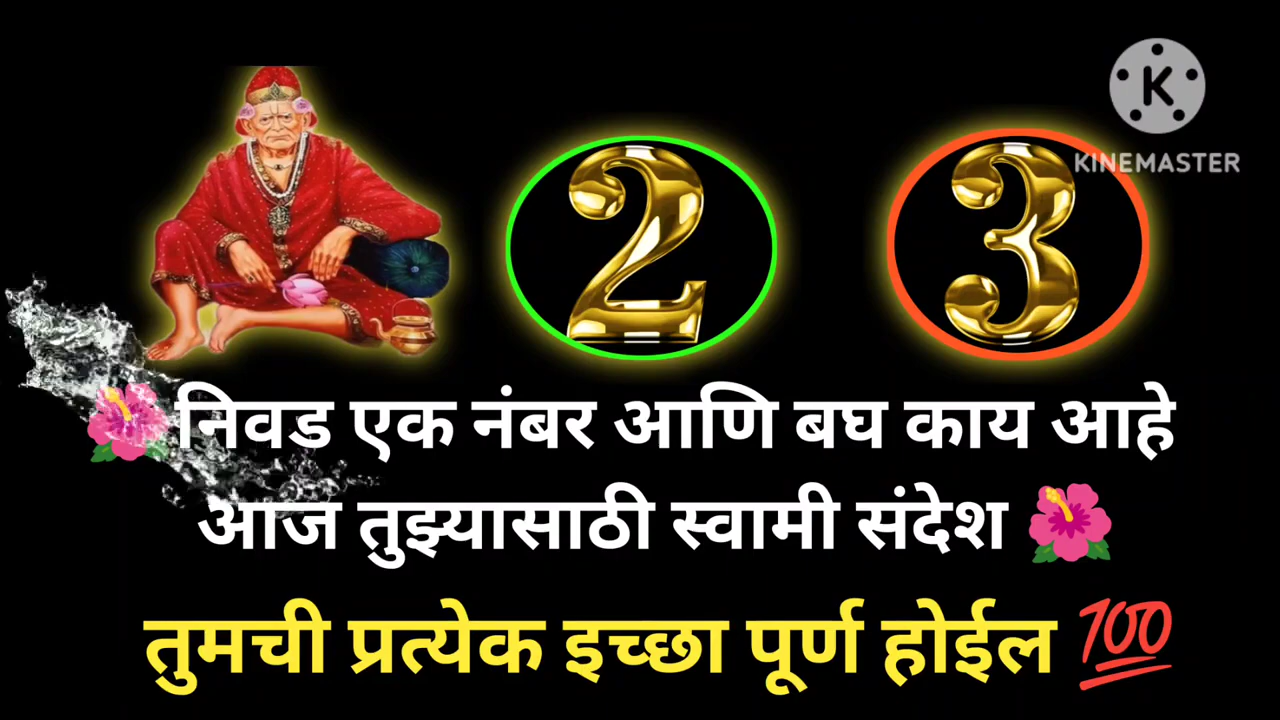 K
KINEMASTER
2 3
निवड एक नंबर आणि बघ काय आहे
आज तुझ्यासाठी स्वामी संदेश
तुमची प्रत्येक इच्छा पूर्ण होईल 💯